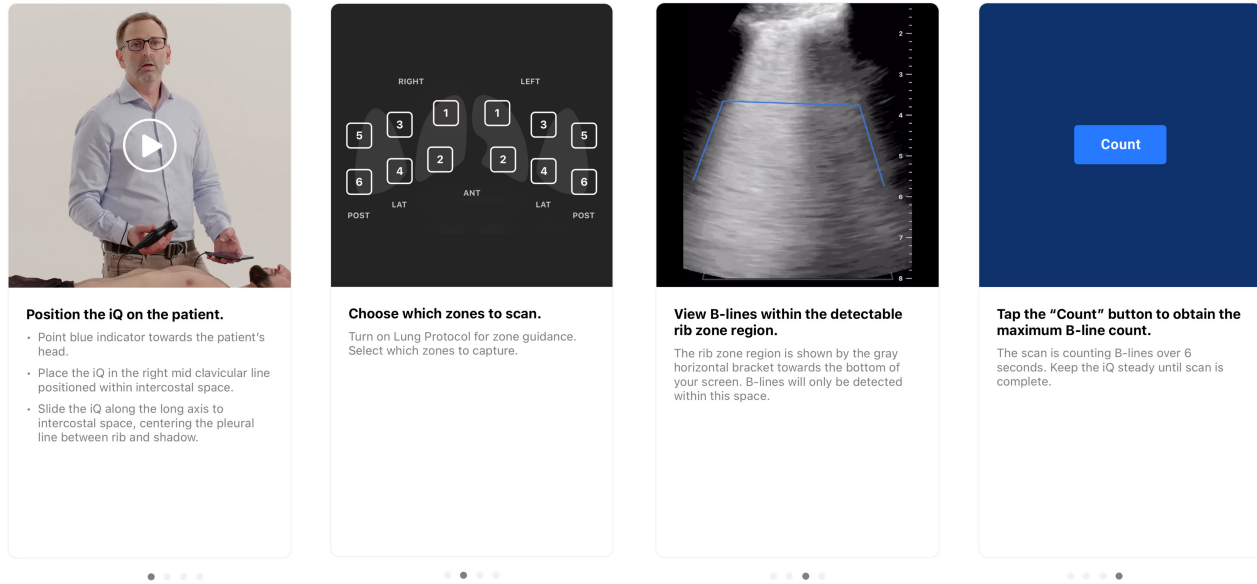 Position the iQ on the patient.
• Point blue indicator towards the patient's
head.
• Place the iQ in the right mid clavicular line
positioned within intercostal space.
• Slide the iQ along the long axis to
intercostal space, centering the pleural
line between rib and shadow.
RIGHT LEFT
1 1
3 3
5 5
2 2
4 4
6 6
ANT
LAT LAT
POST POST
Choose which zones to scan.
Turn on Lung Protocol for zone guidance.
Select which zones to capture.
2
3
4
5
6
7
8
View B-lines within the detectable
rib zone region.
The rib zone region is shown by the gray
horizontal bracket towards the bottom of
your screen. B-lines will only be detected
within this space.
Count
Tap the “Count” button to obtain the
maximum B-line count.
The scan is counting B-lines over 6
seconds. Keep the iQ steady until scan is
complete.